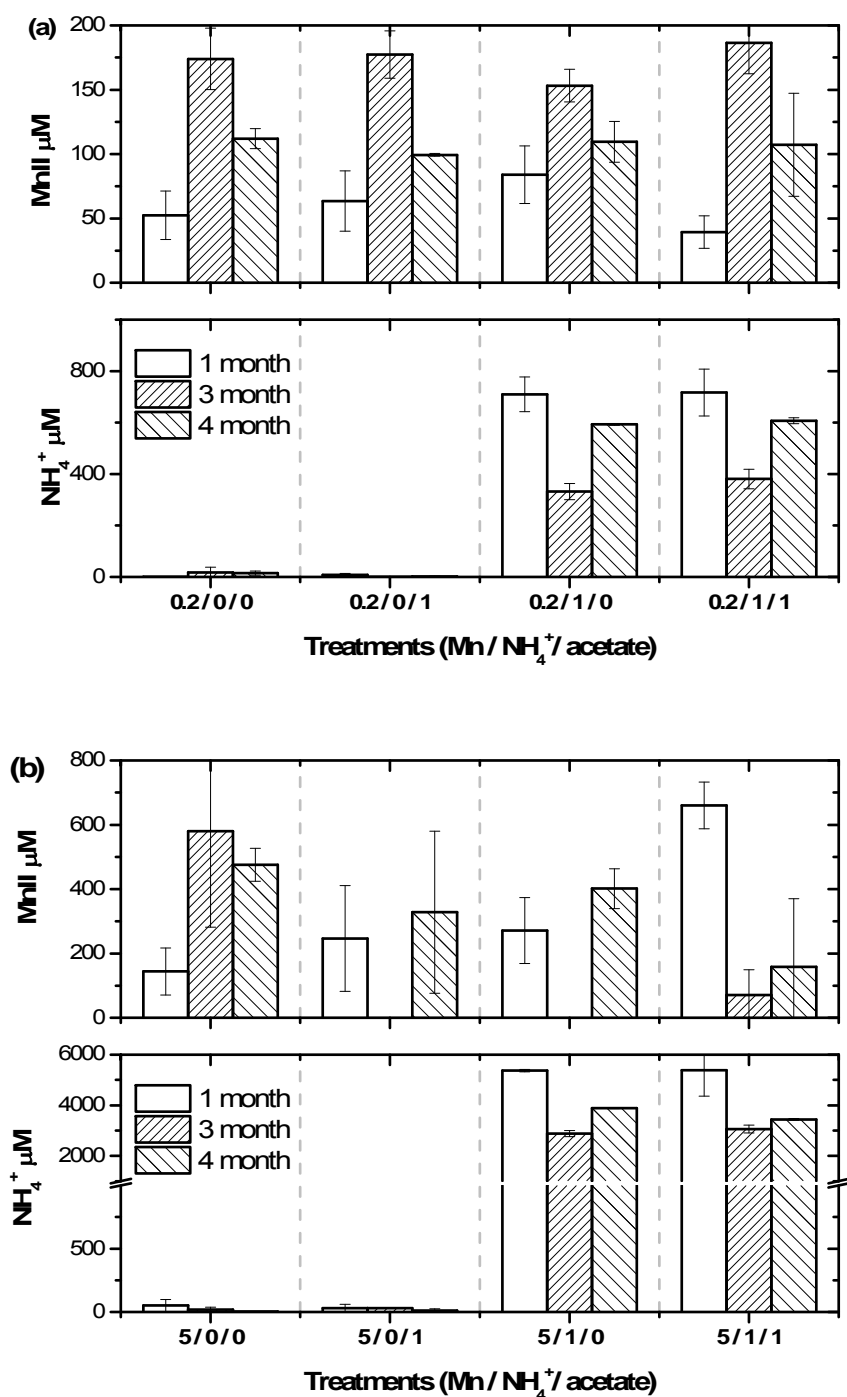 (a)
200
150
100
50
0
MnII μM
800
400
0
NH₄⁺ μM
1 month
3 month
4 month
0.2/0/0 0.2/0/1 0.2/1/0 0.2/1/1
Treatments (Mn / NH₄⁺/ acetate)
(b)
800
600
400
200
0
MnII μM
6000
4000
2000
500
0
NH₄⁺ μM
1 month
3 month
4 month
5/0/0 5/0/1 5/1/0 5/1/1
Treatments (Mn / NH₄⁺/ acetate)